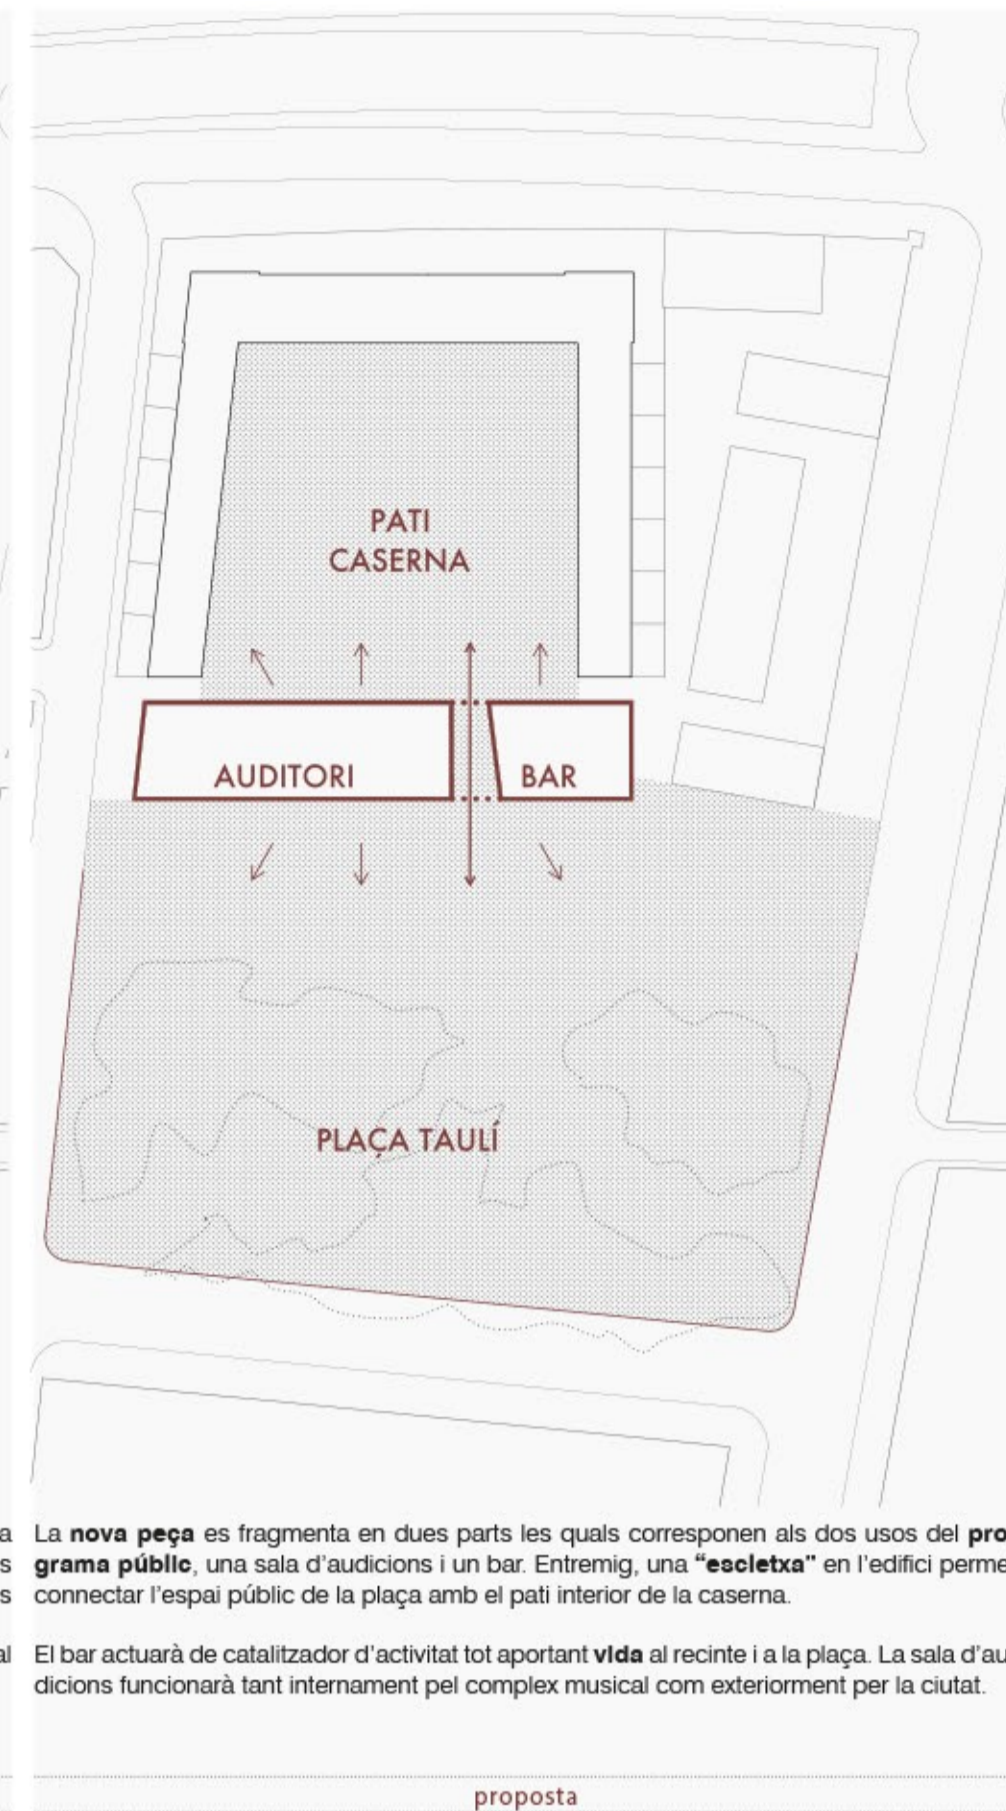 PATI
CASERNA
AUDITORI
BAR
PLAÇA TAULÍ
La nova peça es fragmenta en dues parts les quals corresponen als dos usos del pro
grama públic, una sala d'audicions i un bar. Entremig, una “escletxa” en l'edifici perme
connectar l'espai públic de la plaça amb el pati interior de la caserna.
El bar actuarà de catalitzador d'activitat tot aportant vida al recinte i a la plaça. La sala d'au
dicions funcionarà tant internament pel complex musical com exteriorment per la ciutat.
proposta